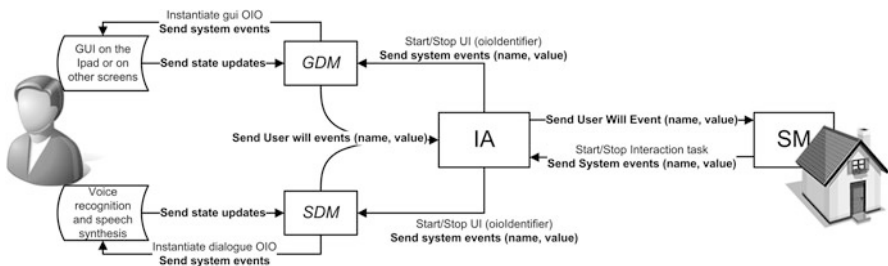 Instantiate gui OIO
Send system events
GUI on the
Ipad or on
other screens
Send state updates
GDM
Start/Stop UI (oioIdentifier)
Send system events (name, value)
Send User will events (name, value)
IA
Send User Will Event (name, value)
SM
Start/Stop Interaction task
Send System events (name, value)
Voice
recognition
and speech
synthesis
Send state updates
SDM
Start/Stop UI (oioIdentifier)
Send system events (name, value)
Instantiate dialogue OIO
Send system events